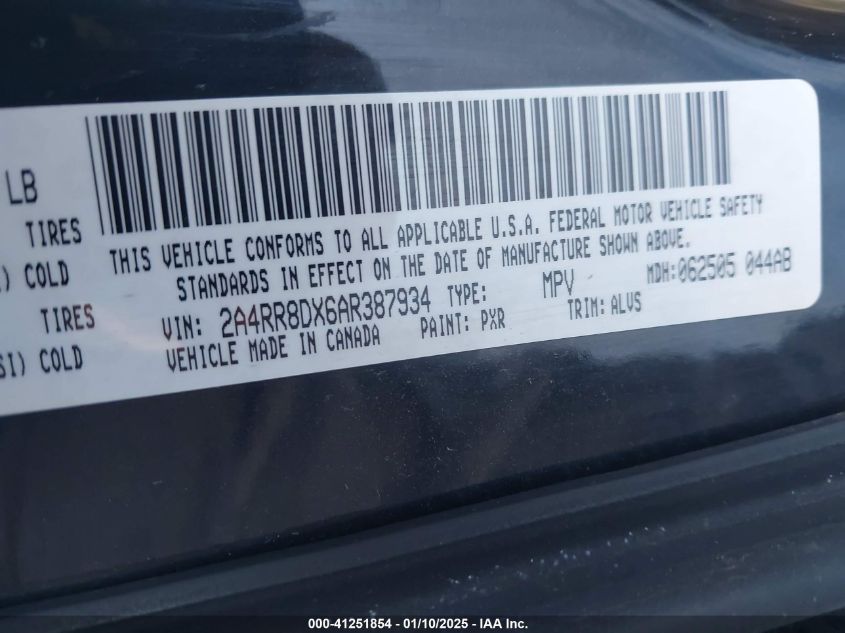 LB
TIRES
) COLD
TIRES
SI) COLD
THIS VEHICLE CONFORMS TO ALL APPLICABLE U.S.A. FEDERAL MOTOR VEHICLE SAFETY
STANDARDS IN EFFECT ON THE DATE OF MANUFACTURE SHOWN ABOVE.
VIN: 2A4RR8DX6AR387934 TYPE: MPV MDH:062505 044AB
VEHICLE MADE IN CANADA PAINT: PXR TRIM: ALVS
000-41251854 — 01/10/2025 — IAA Inc.